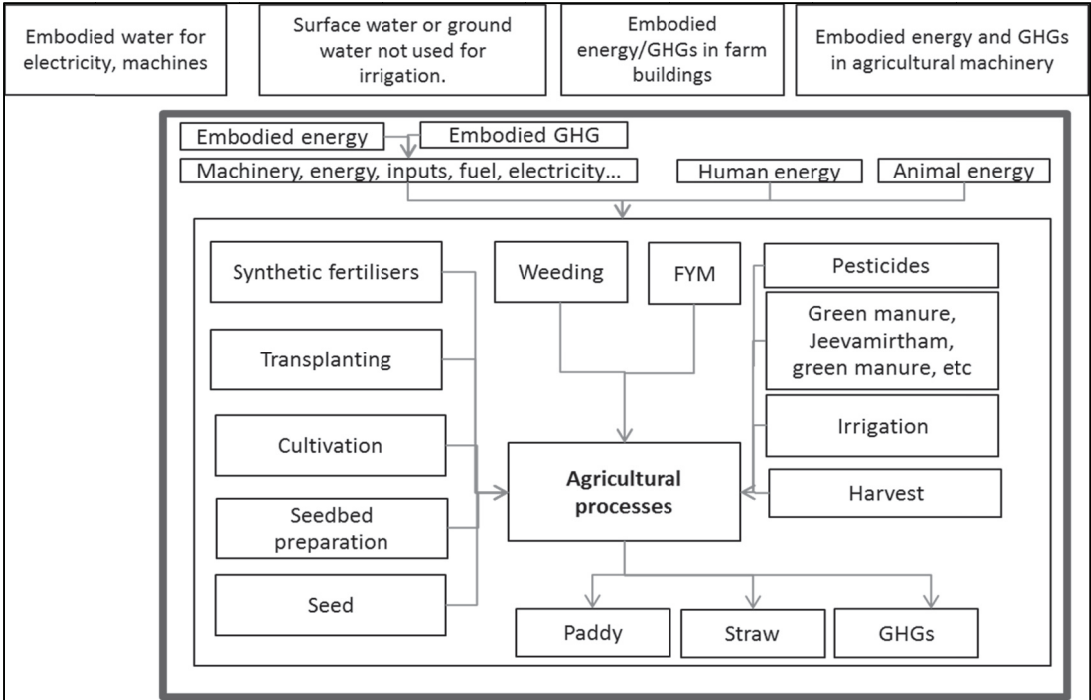 Embodied water for
electricity, machines
Surface water or ground
water not used for
irrigation.
Embodied
energy/GHGs in farm
buildings
Embodied energy and GHGs
in agricultural machinery
Embodied energy
Embodied GHG
Machinery, energy, inputs, fuel, electricity...
Human energy
Animal energy
Synthetic fertilisers
Transplanting
Cultivation
Seedbed
preparation
Seed
Weeding
FYM
Pesticides
Green manure,
Jeevamirtham,
green manure, etc
Irrigation
Harvest
Agricultural
processes
Paddy
Straw
GHGs